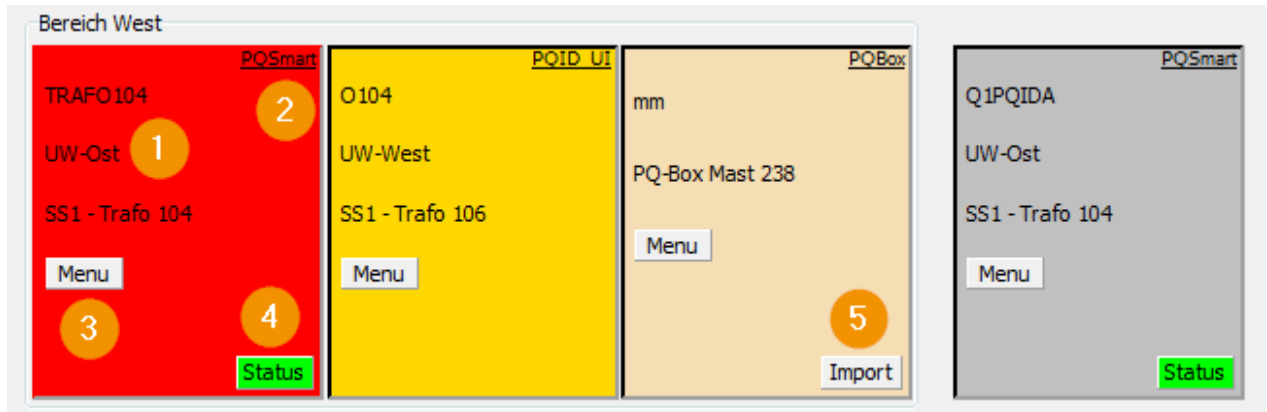 Bereich West
PQSmart
TRAFO104
2
UW-Ost
1
SS1 - Trafo 104
Menu
3
4
Status
PQID UI
O104
UW-West
SS1 - Trafo 106
Menu
PQBox
mm
PQ-Box Mast 238
Menu
5
Import
PQSmart
Q1PQIDA
UW-Ost
SS1 - Trafo 104
Menu
Status